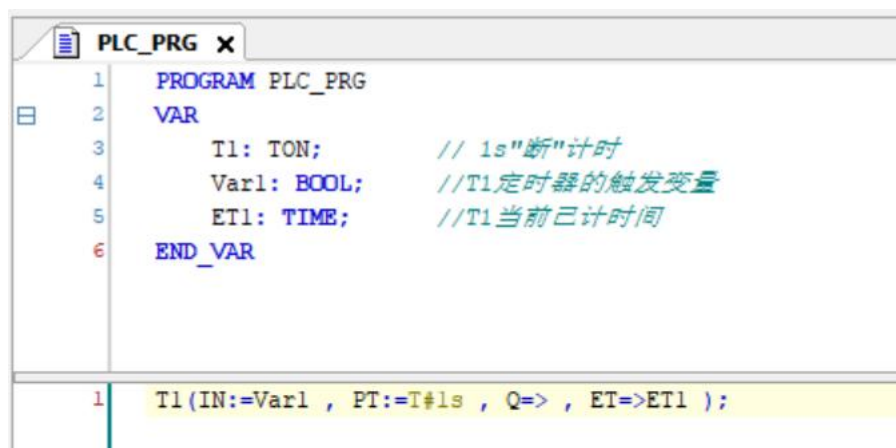 PLC_PRG X
1 PROGRAM PLC_PRG
2 VAR
3 T1: TON; // 1s"断"计时
4 Var1: BOOL; //T1定时器的触发变量
5 ET1: TIME; //T1当前已计时间
6 END_VAR
1 T1(IN:=Var1 , PT:=T#1s , Q=> , ET=>ET1 );